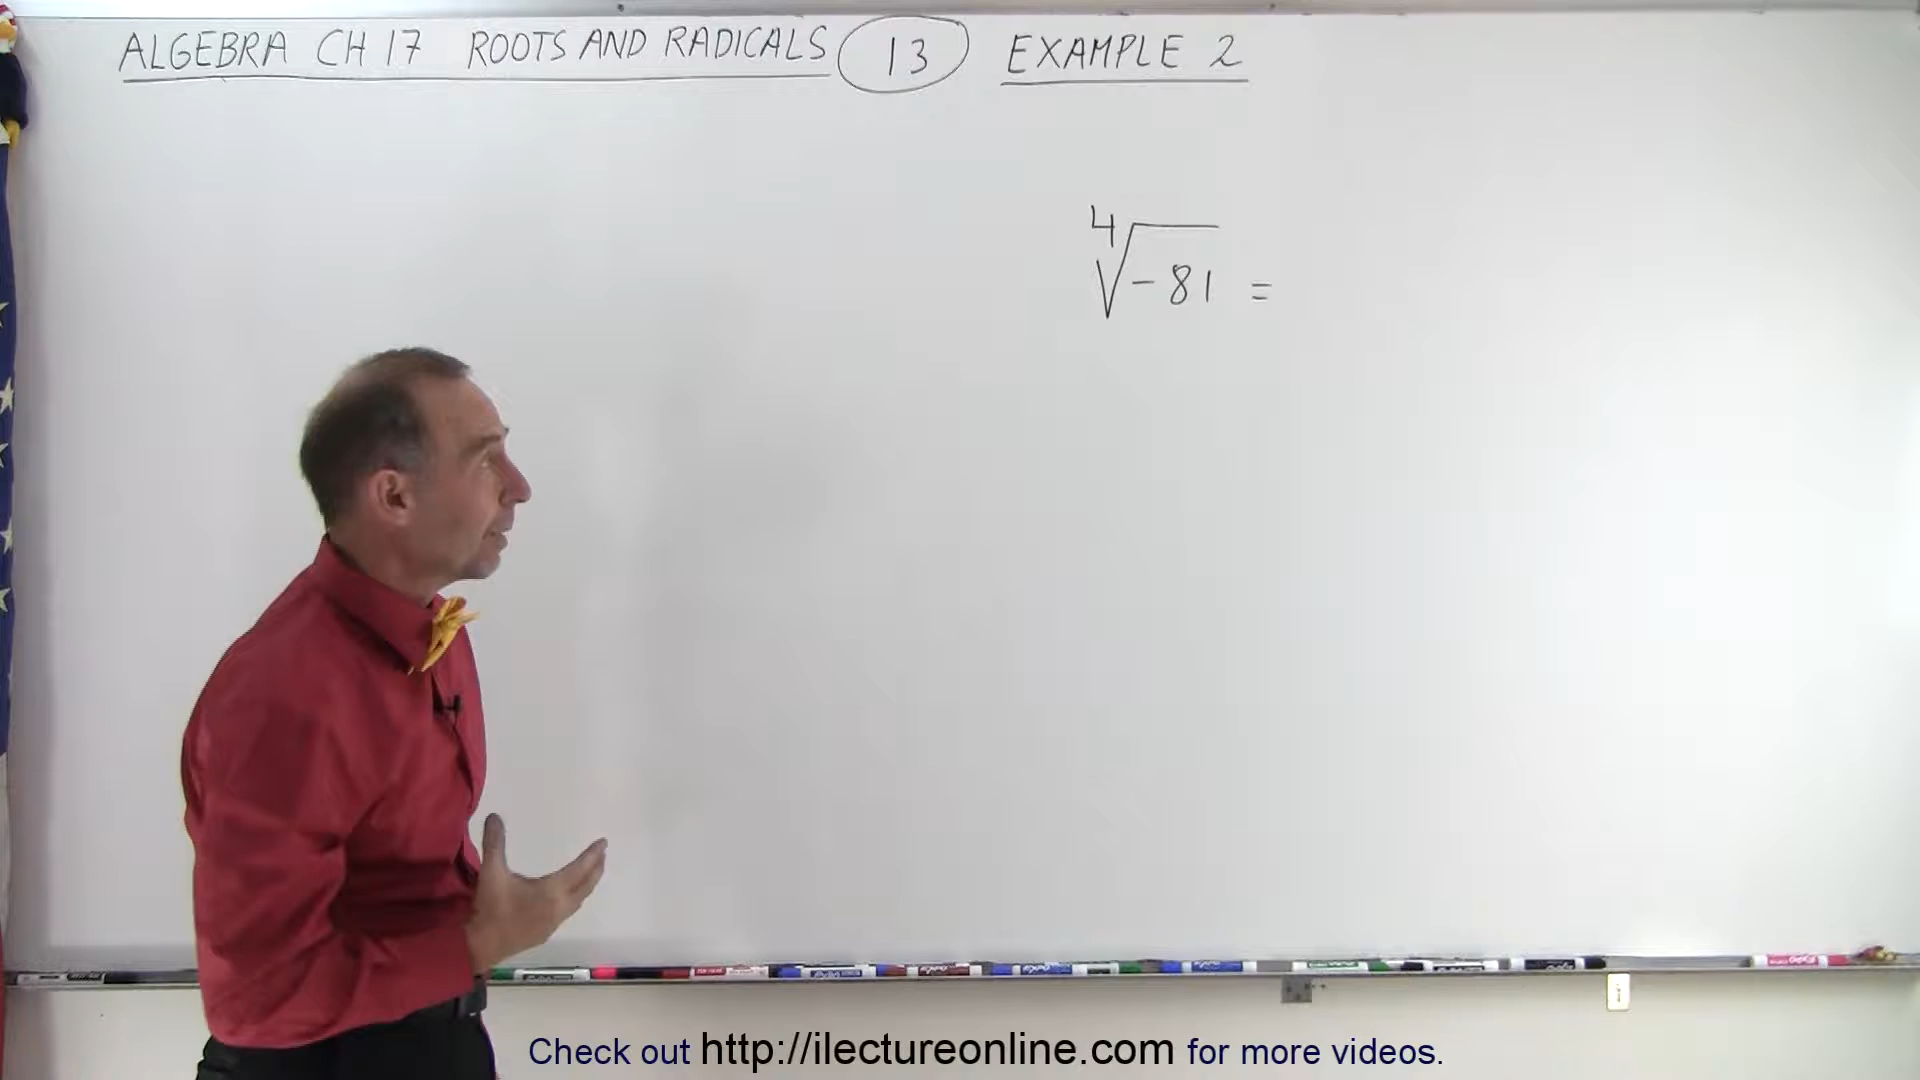 ALGEBRA CH 17 ROOTS AND RADICALS 13 EXAMPLE 2
4
√-81 =
Check out http://ilectureonline.com for more videos.